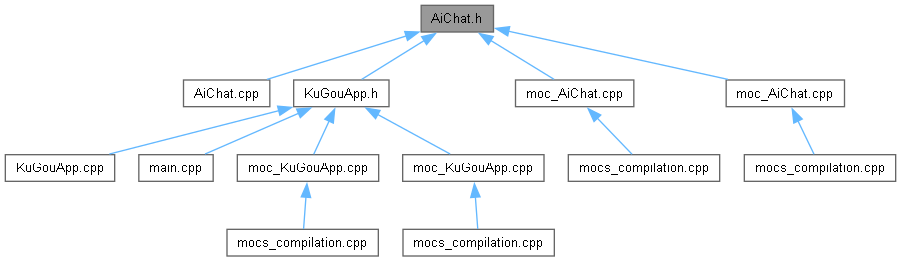 AiChat.h
AiChat.cpp
KuGouApp.h
moc_AiChat.cpp
moc_AiChat.cpp
KuGouApp.cpp
main.cpp
moc_KuGouApp.cpp
moc_KuGouApp.cpp
mocs_compilation.cpp
mocs_compilation.cpp
mocs_compilation.cpp
mocs_compilation.cpp